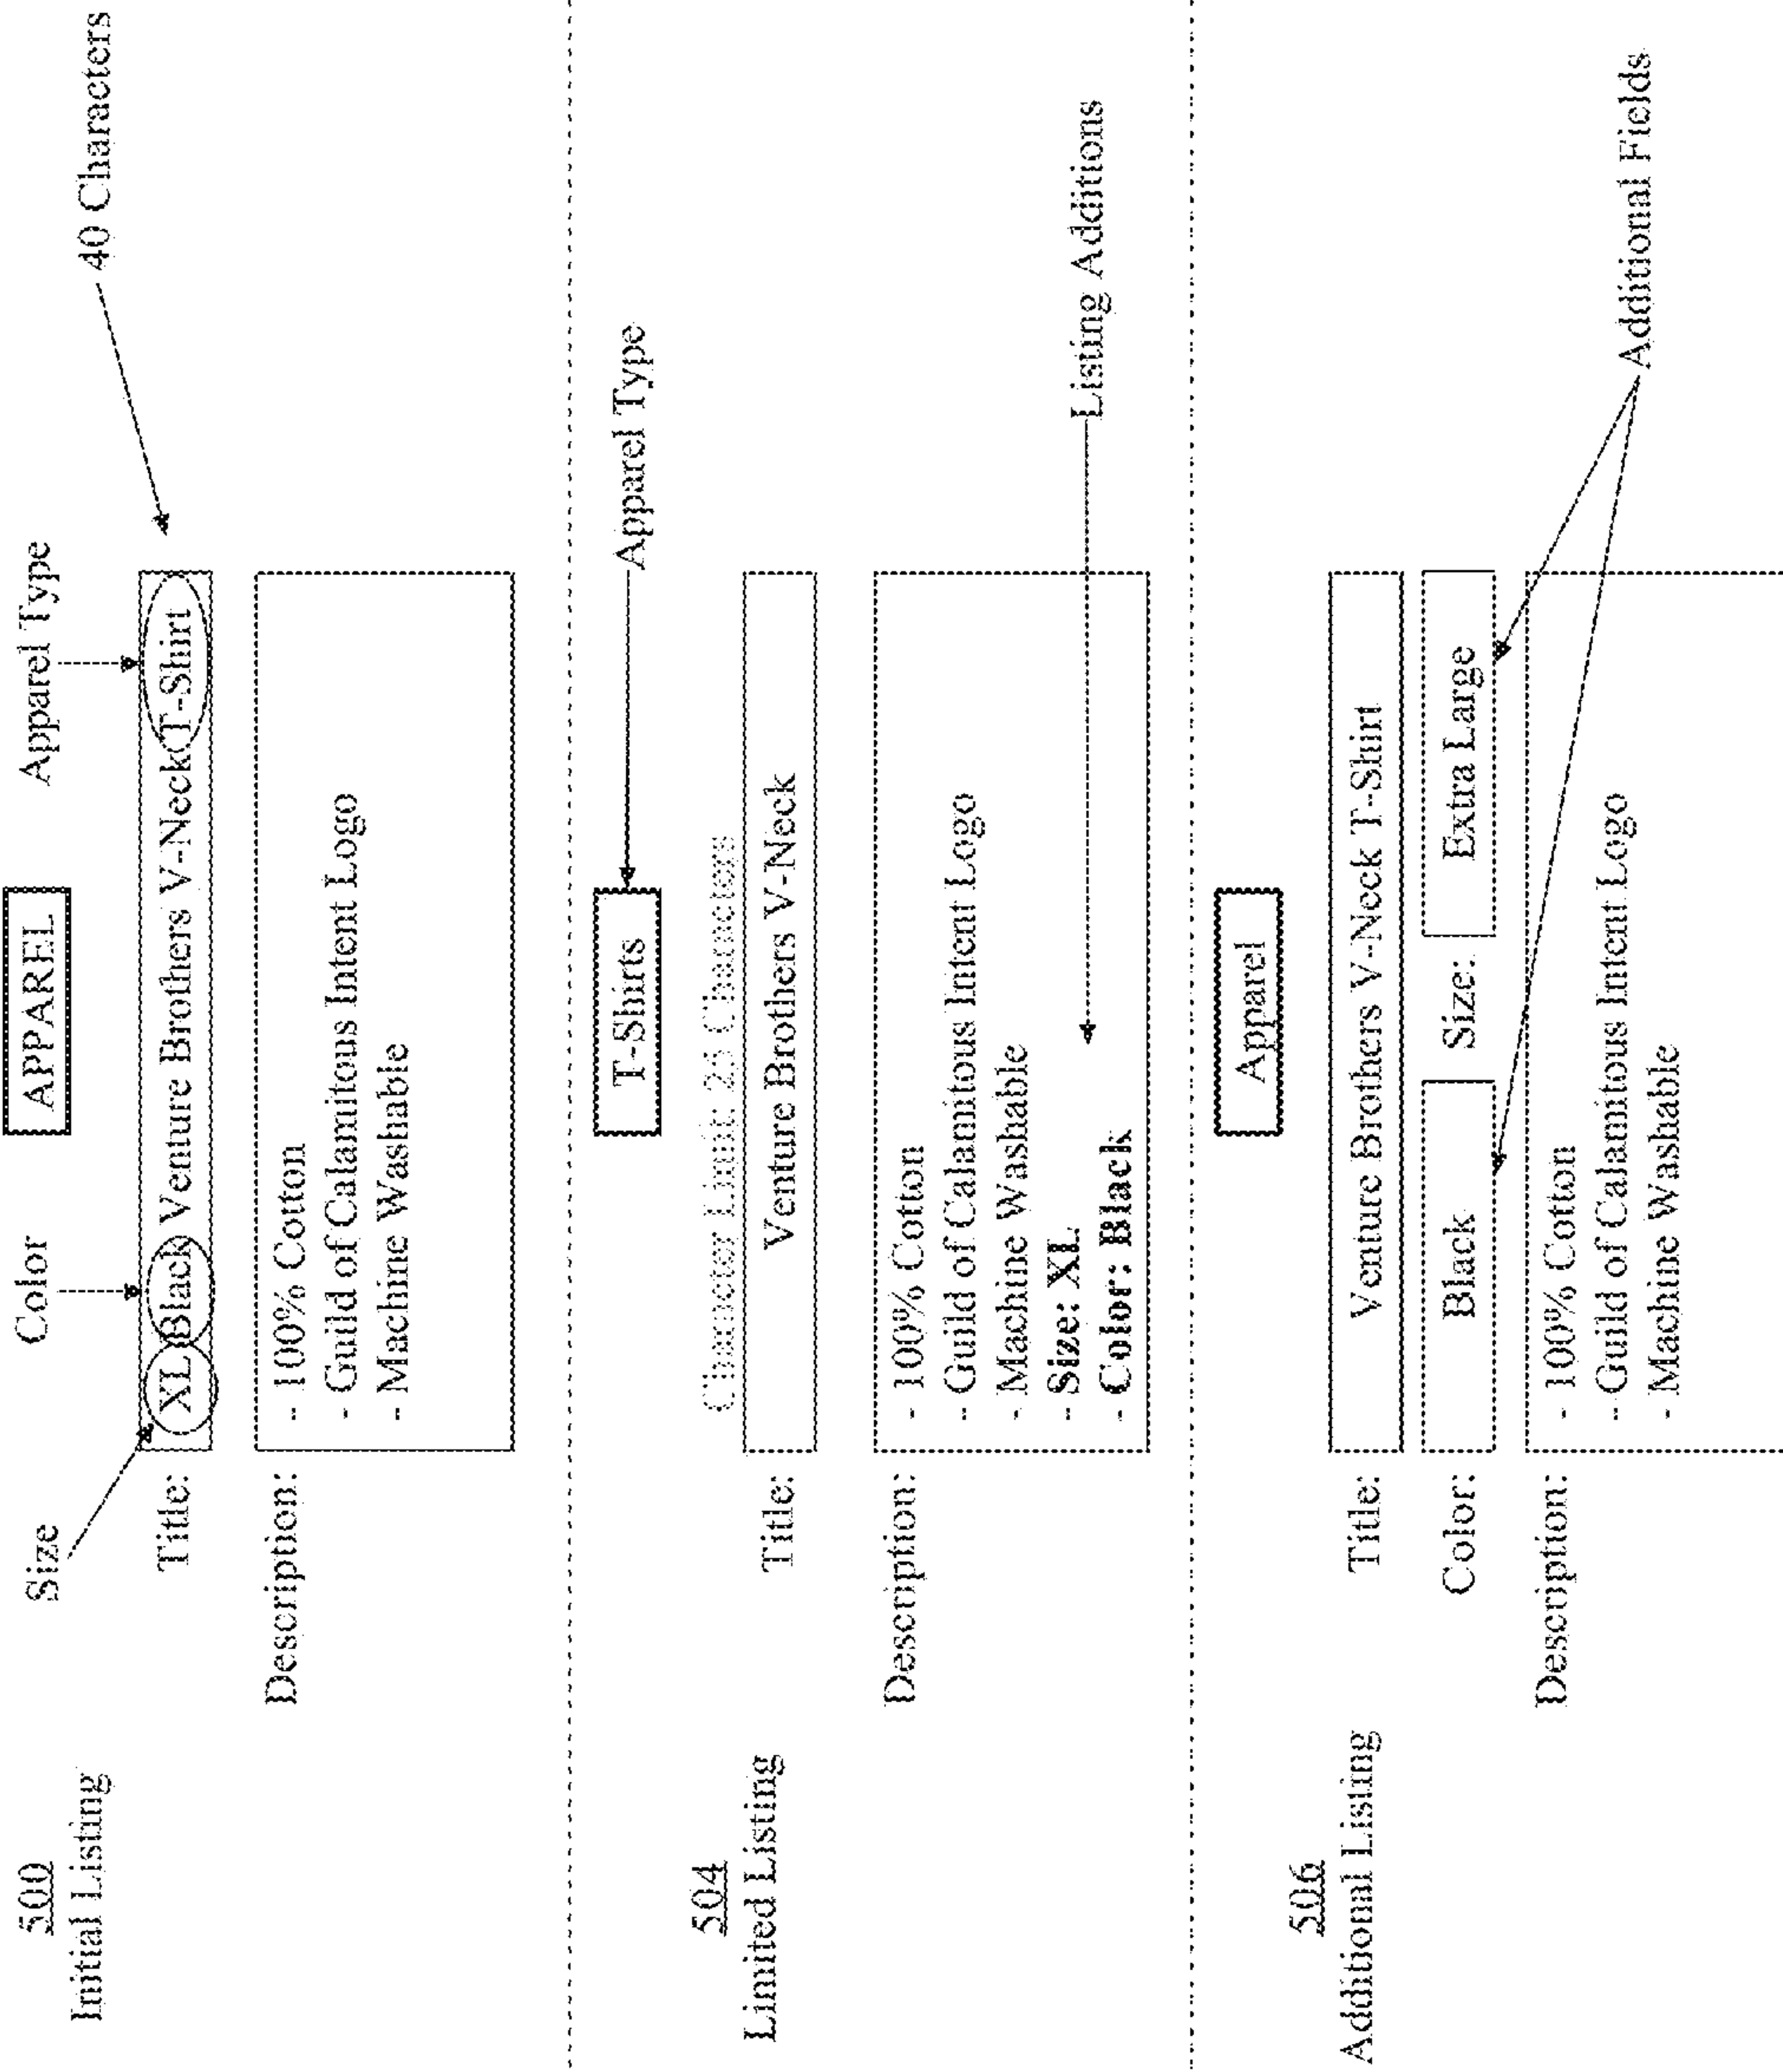 500
Initial Listing
APPAREL
Size
Color
Apparel Type
40 Characters
Title: XL Black Venture Brothers V-Neck T-Shirt
Description:
- 100% Cotton
- Guild of Calamitous Intent Logo
- Machine Washable
504
Limited Listing
T-Shirts
Apparel Type
Character Limit: 25 Characters
Title: Venture Brothers V-Neck
Description:
- 100% Cotton
- Guild of Calamitous Intent Logo
- Machine Washable
- Size: XL
- Color: Black
Listing Additions
506
Additional Listing
Apparel
Title: Venture Brothers V-Neck T-Shirt
Color: Black Size: Extra Large
Description:
- 100% Cotton
- Guild of Calamitous Intent Logo
- Machine Washable
Additional Fields